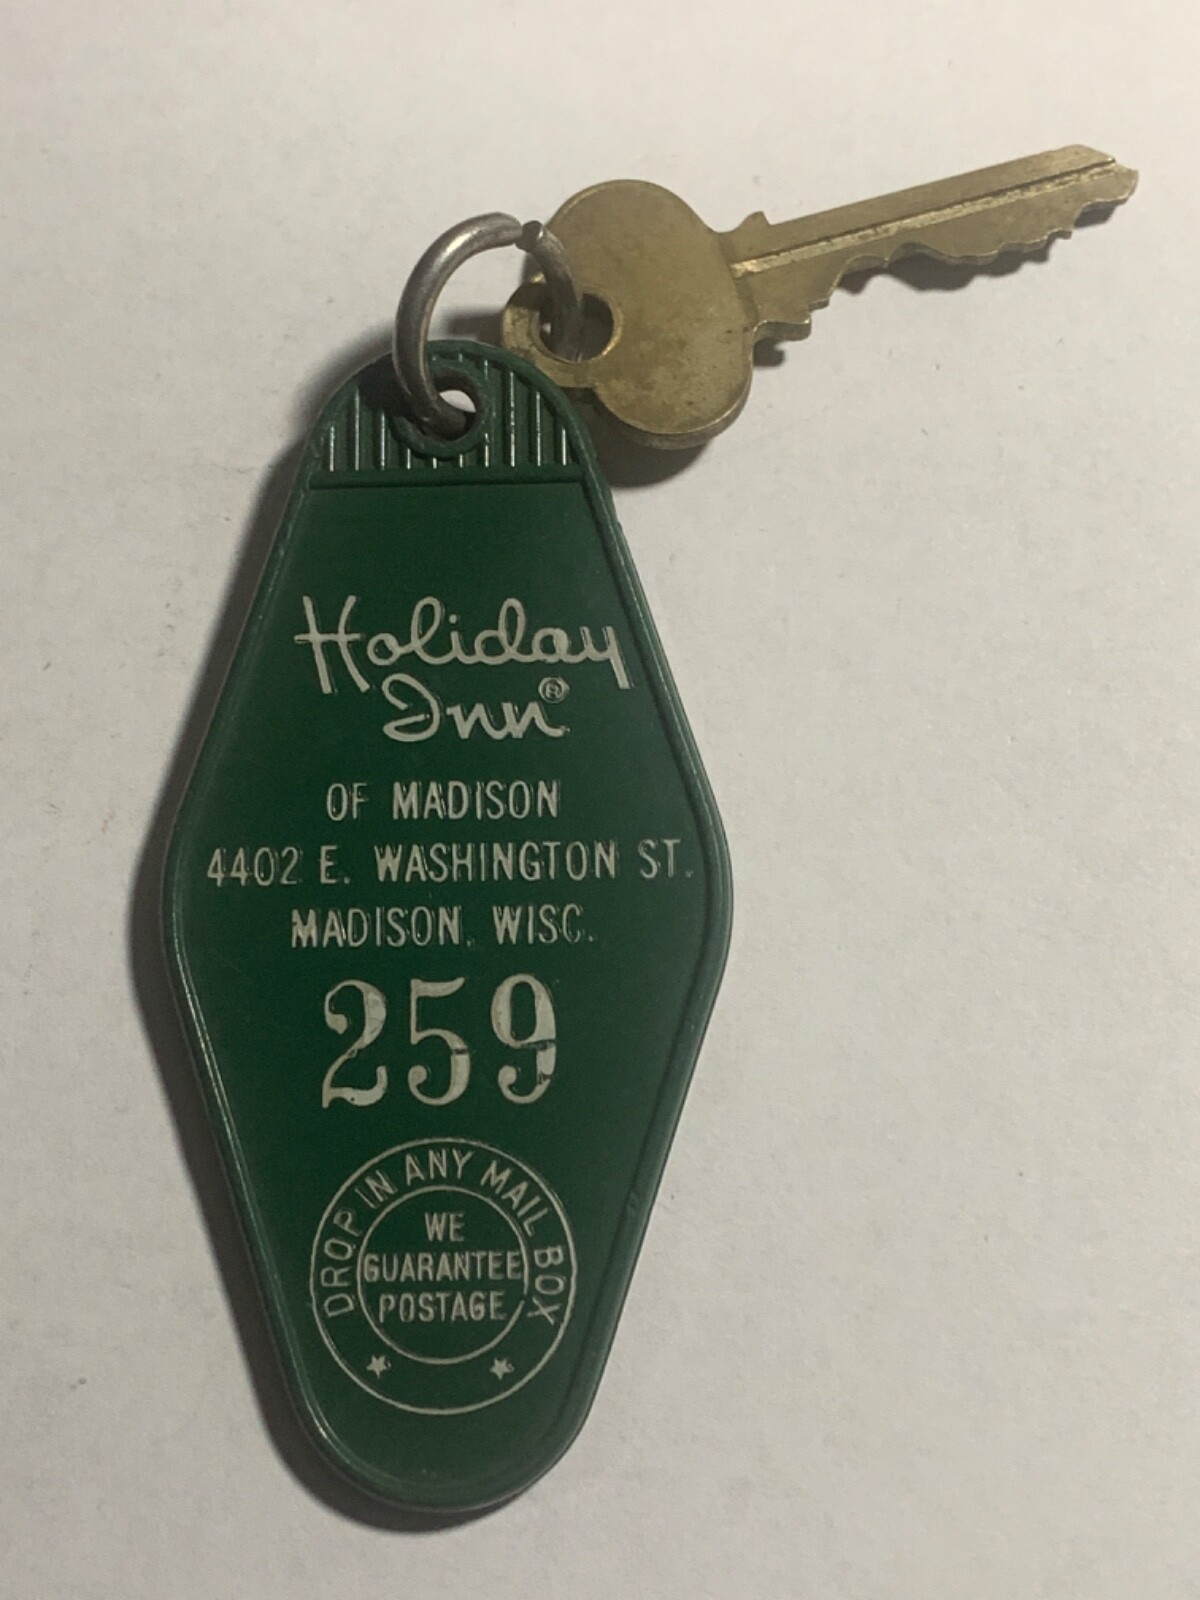 Holiday
Inn®
OF MADISON
4402 E. WASHINGTON ST.
MADISON, WISC.
259
DROP IN ANY MAIL BOX
WE
GUARANTEE
POSTAGE